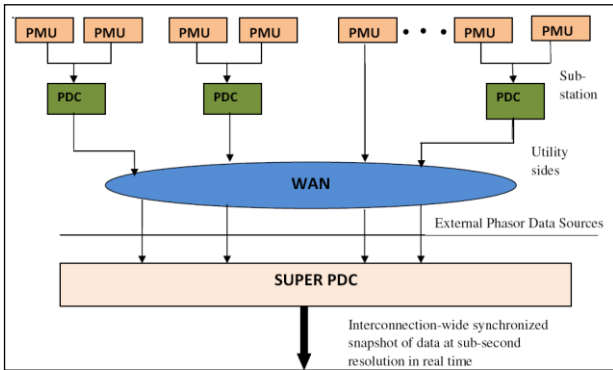 PMU PMU PMU PMU PMU • • • PMU PMU
PDC PDC PDC
Sub-
station
Utility
sides
WAN
External Phasor Data Sources
SUPER PDC
Interconnection-wide synchronized
snapshot of data at sub-second
resolution in real time